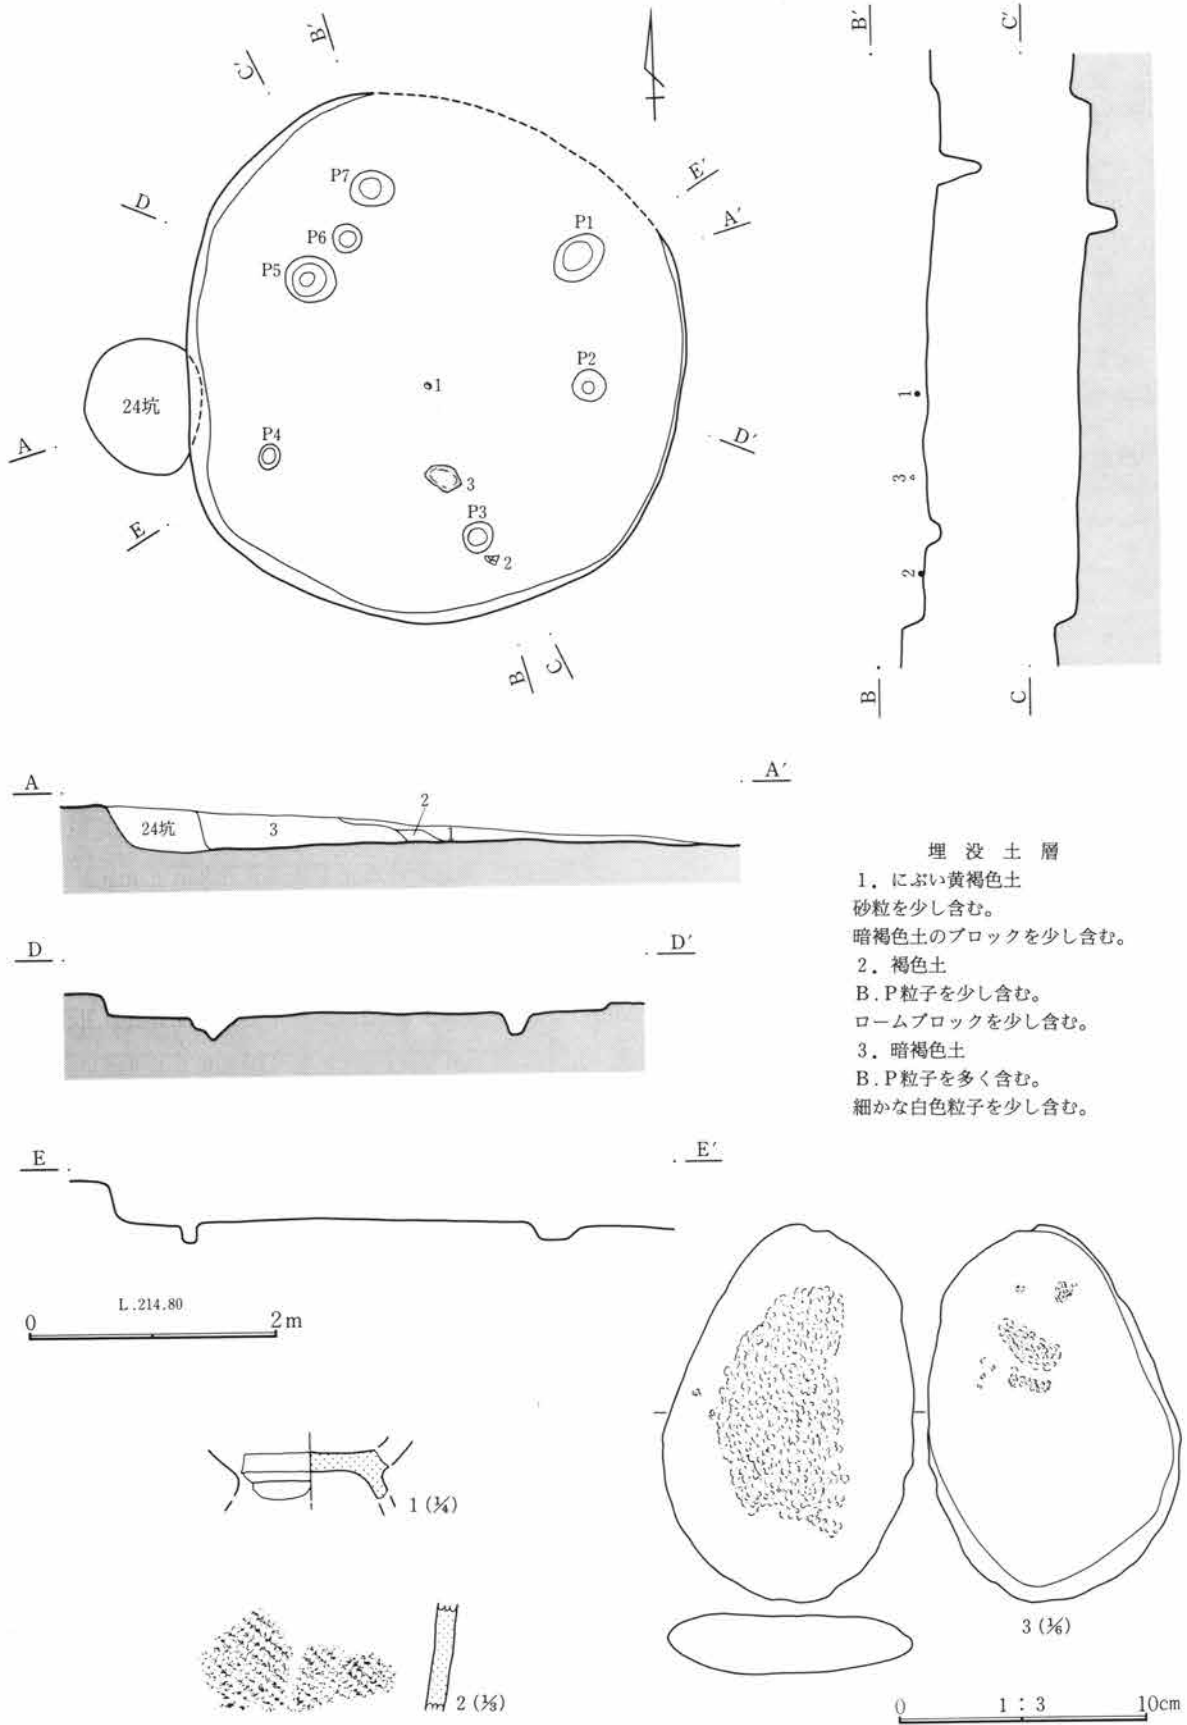 B′
C′
D
E′
A′
P7
P6
P5
P1
P2
1
24坑
P4
A
3
P3
2
D′
E
B
C
B′
C′
1
3
2
B
C
A
A′
24坑
3
2
1
D
D′
E
E′
埋没土層
1. にぶい黄褐色土
砂粒を少し含む。
暗褐色土のブロックを少し含む。
2. 褐色土
B.P粒子を少し含む。
ロームブロックを少し含む。
3. 暗褐色土
B.P粒子を多く含む。
細かな白色粒子を少し含む。
L.214.80
0 2m
1 (¼)
2 (⅓)
3 (⅙)
0 1:3 10cm